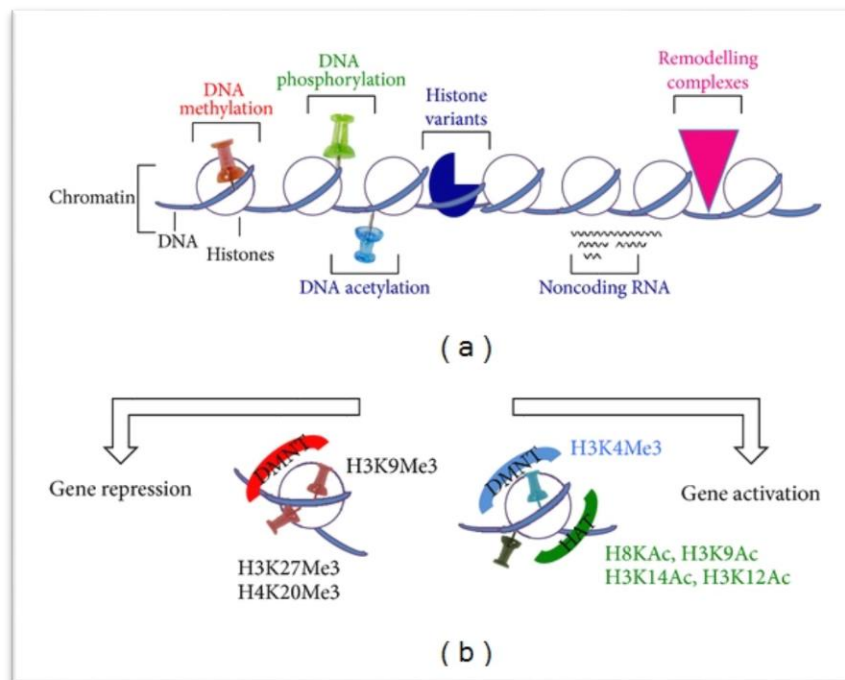 DNA
methylation
DNA
phosphorylation
Histone
variants
Remodelling
complexes
Chromatin
DNA
Histones
DNA acetylation
Noncoding RNA
( a )
Gene repression
DMNT
H3K9Me3
H3K27Me3
H4K20Me3
DMNT
H3K4Me3
HAT
Gene activation
H8KAc, H3K9Ac
H3K14Ac, H3K12Ac
( b )